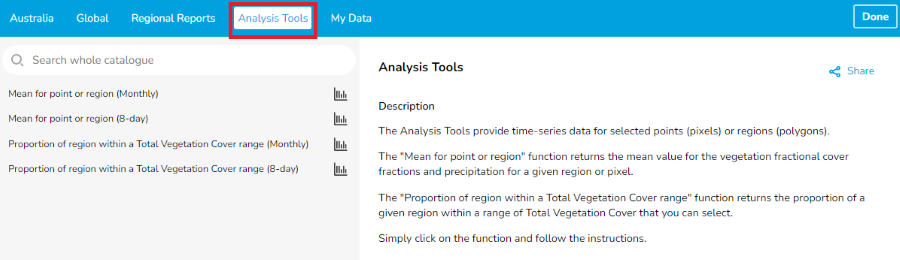 Australia Global Regional Reports Analysis Tools My Data Done
Search whole catalogue
Mean for point or region (Monthly)
Mean for point or region (8-day)
Proportion of region within a Total Vegetation Cover range (Monthly)
Proportion of region within a Total Vegetation Cover range (8-day)
Analysis Tools
Share
Description
The Analysis Tools provide time-series data for selected points (pixels) or regions (polygons).
The "Mean for point or region" function returns the mean value for the vegetation fractional cover
fractions and precipitation for a given region or pixel.
The "Proportion of region within a Total Vegetation Cover range" function returns the proportion of a
given region within a range of Total Vegetation Cover that you can select.
Simply click on the function and follow the instructions.